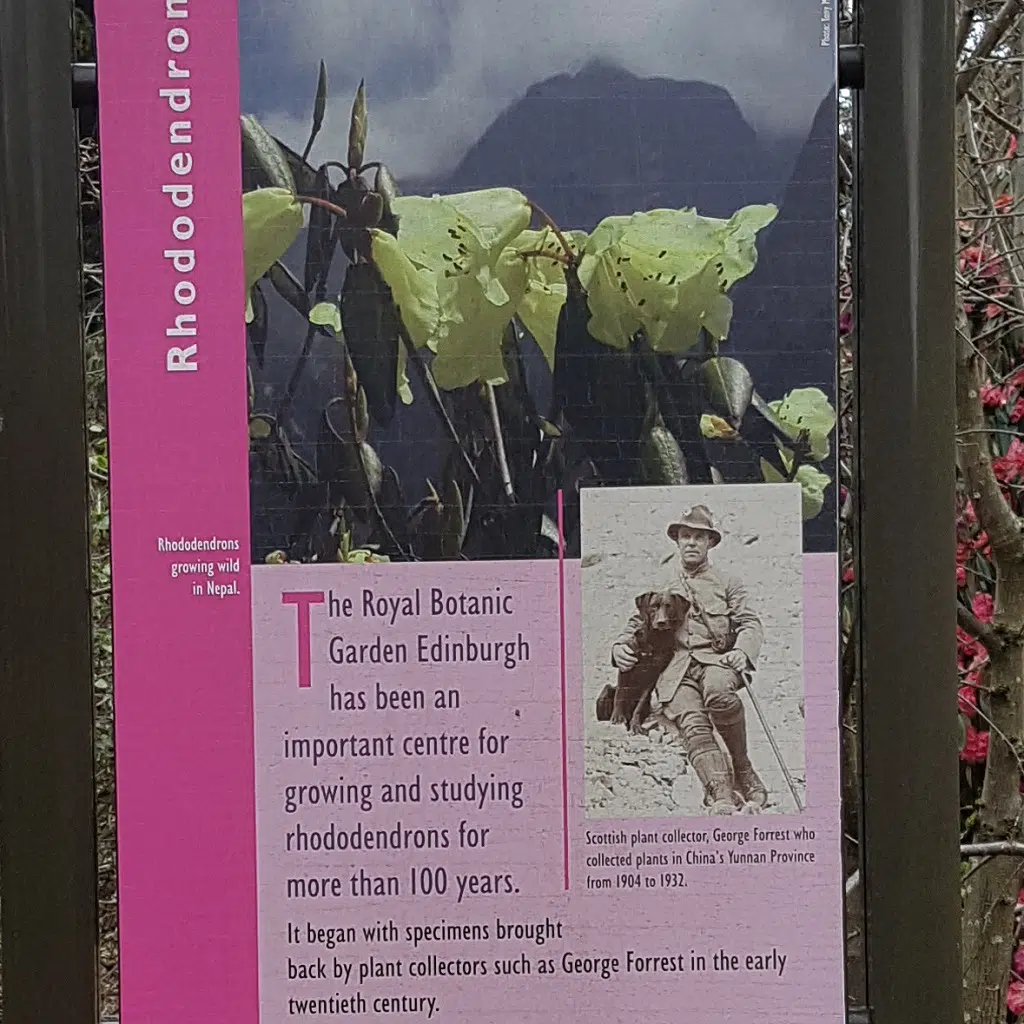 Rhododendron
Rhododendrons
growing wild
in Nepal.
The Royal Botanic
Garden Edinburgh
has been an
important centre for
growing and studying
rhododendrons for
more than 100 years.
Scottish plant collector, George Forrest who
collected plants in China's Yunnan Province
from 1904 to 1932.
It began with specimens brought
back by plant collectors such as George Forrest in the early
twentieth century.